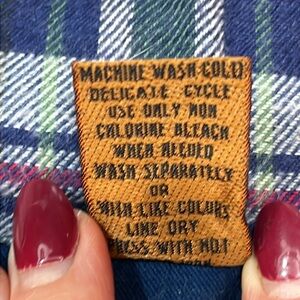 MACHINE WASH COLD
DELICATE CYCLE
USE ONLY NON
CHLORINE BLEACH
WHEN NEEDED
WASH SEPARATELY
OR
WITH LIKE COLORS
LINE DRY
PRESS WITH HOT